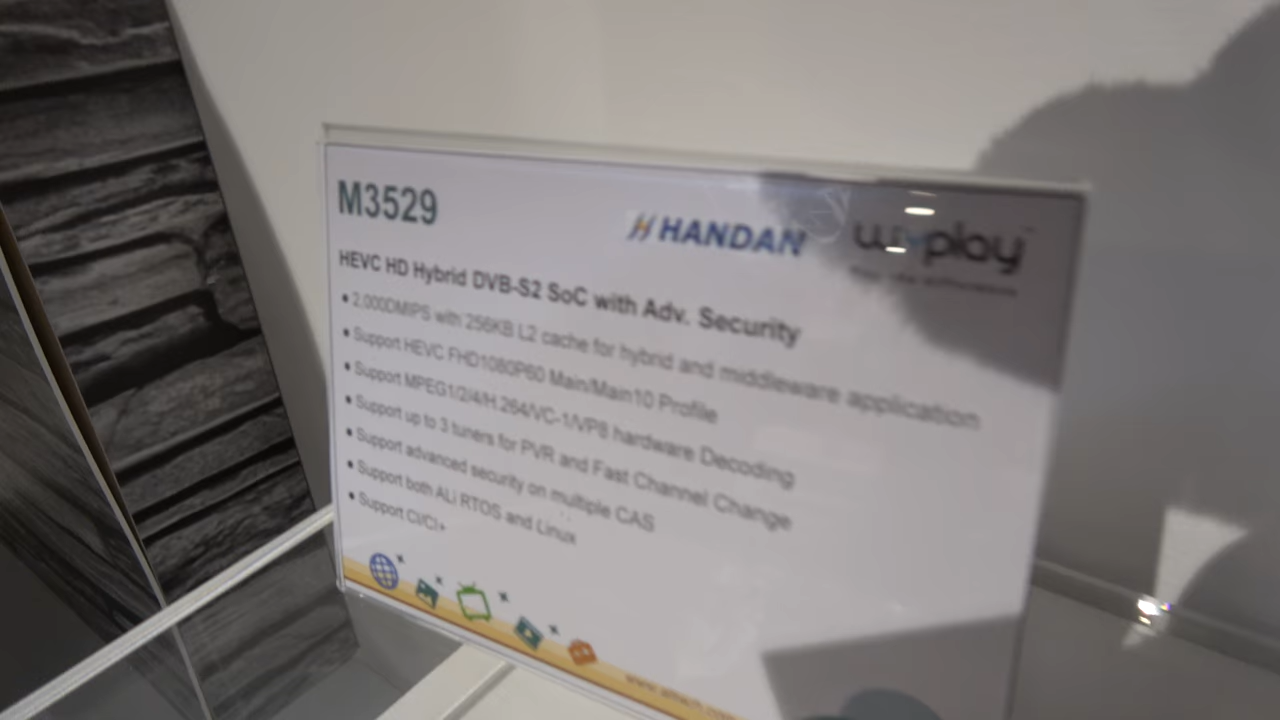 M3529
HANDAN
wyplay
HEVC HD Hybrid DVB-S2 SoC with Adv. Security
• 2.000DMIPS with 256KB L2 cache for hybrid and middleware application
• Support HEVC FHD1080P60 Main/Main10 Profile
• Support MPEG1/2/4/H.264/VC-1/VP8 hardware Decoding
• Support up to 3 tuners for PVR and Fast Channel Change
• Support advanced security on multiple CAS
• Support both ALi RTOS and Linux
• Support CI/CI+